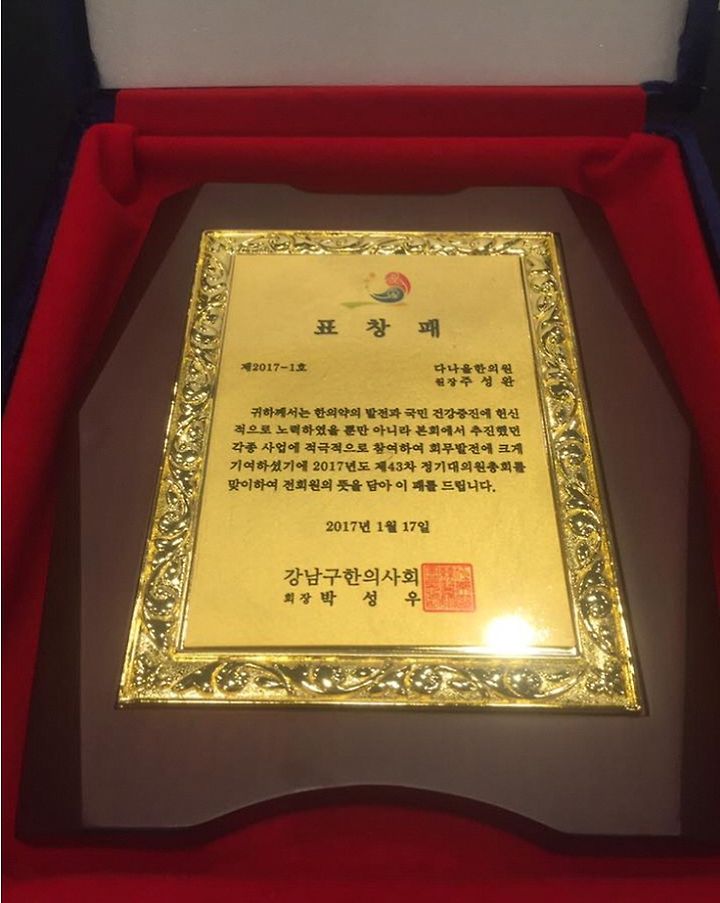 표창패
제2017-1호
다나을한의원
원장 주성완
귀하께서는 한의약의 발전과 국민 건강증진에 헌신
적으로 노력하였을 뿐만 아니라 본회에서 추진했던
각종 사업에 적극적으로 참여하여 회무발전에 크게
기여하셨기에 2017년도 제43차 정기대의원총회를
맞이하여 전회원의 뜻을 담아 이 패를 드립니다.
2017년 1월 17일
강남구한의사회
회장 박성우